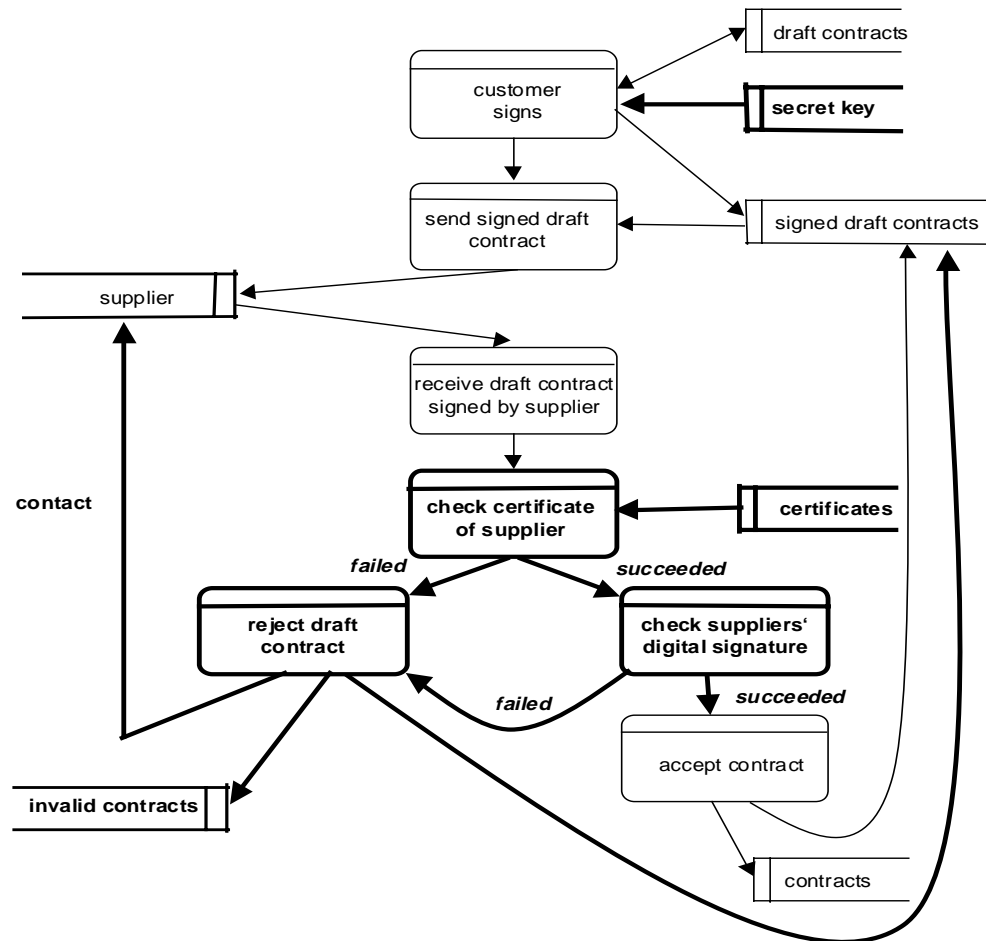 draft contracts
customer
signs
secret key
send signed draft
contract
signed draft contracts
supplier
receive draft contract
signed by supplier
contact
check certificate
of supplier
certificates
failed
succeeded
reject draft
contract
check suppliers‘
digital signature
failed
succeeded
accept contract
invalid contracts
contracts